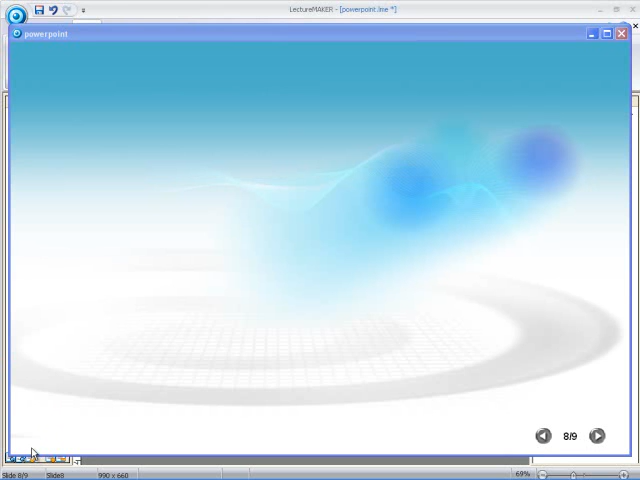 LectureMAKER - [powerpoint.lme *]
powerpoint
8/9
Slide 8/9 Slide8 990 x 660 69%